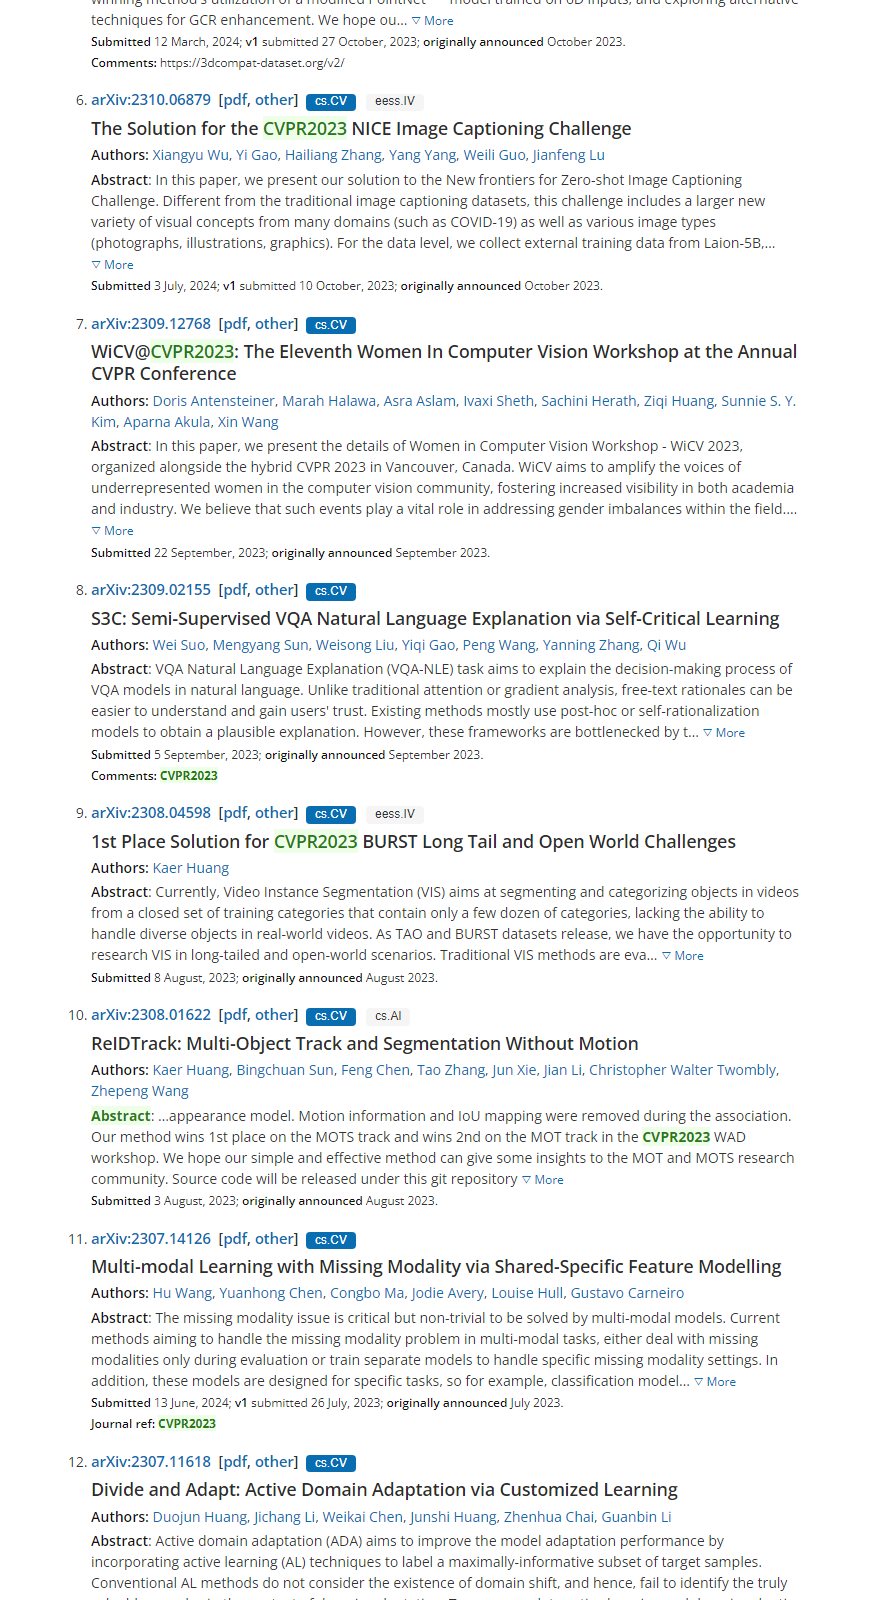 winning method's utilization of a modified PointNet++ model trained on 6D inputs, and exploring alternative
techniques for GCR enhancement. We hope ou... ▽ More
Submitted 12 March, 2024; v1 submitted 27 October, 2023; originally announced October 2023.
Comments: https://3dcompat-dataset.org/v2/
6. arXiv:2310.06879 [pdf, other] cs.CV eess.IV
The Solution for the CVPR2023 NICE Image Captioning Challenge
Authors: Xiangyu Wu, Yi Gao, Hailiang Zhang, Yang Yang, Weili Guo, Jianfeng Lu
Abstract: In this paper, we present our solution to the New frontiers for Zero-shot Image Captioning
Challenge. Different from the traditional image captioning datasets, this challenge includes a larger new
variety of visual concepts from many domains (such as COVID-19) as well as various image types
(photographs, illustrations, graphics). For the data level, we collect external training data from Laion-5B,...
▽ More
Submitted 3 July, 2024; v1 submitted 10 October, 2023; originally announced October 2023.
7. arXiv:2309.12768 [pdf, other] cs.CV
WiCV@CVPR2023: The Eleventh Women In Computer Vision Workshop at the Annual
CVPR Conference
Authors: Doris Antensteiner, Marah Halawa, Asra Aslam, Ivaxi Sheth, Sachini Herath, Ziqi Huang, Sunnie S. Y.
Kim, Aparna Akula, Xin Wang
Abstract: In this paper, we present the details of Women in Computer Vision Workshop - WiCV 2023,
organized alongside the hybrid CVPR 2023 in Vancouver, Canada. WiCV aims to amplify the voices of
underrepresented women in the computer vision community, fostering increased visibility in both academia
and industry. We believe that such events play a vital role in addressing gender imbalances within the field....
▽ More
Submitted 22 September, 2023; originally announced September 2023.
8. arXiv:2309.02155 [pdf, other] cs.CV
S3C: Semi-Supervised VQA Natural Language Explanation via Self-Critical Learning
Authors: Wei Suo, Mengyang Sun, Weisong Liu, Yiqi Gao, Peng Wang, Yanning Zhang, Qi Wu
Abstract: VQA Natural Language Explanation (VQA-NLE) task aims to explain the decision-making process of
VQA models in natural language. Unlike traditional attention or gradient analysis, free-text rationales can be
easier to understand and gain users' trust. Existing methods mostly use post-hoc or self-rationalization
models to obtain a plausible explanation. However, these frameworks are bottlenecked by t... ▽ More
Submitted 5 September, 2023; originally announced September 2023.
Comments: CVPR2023
9. arXiv:2308.04598 [pdf, other] cs.CV eess.IV
1st Place Solution for CVPR2023 BURST Long Tail and Open World Challenges
Authors: Kaer Huang
Abstract: Currently, Video Instance Segmentation (VIS) aims at segmenting and categorizing objects in videos
from a closed set of training categories that contain only a few dozen of categories, lacking the ability to
handle diverse objects in real-world videos. As TAO and BURST datasets release, we have the opportunity to
research VIS in long-tailed and open-world scenarios. Traditional VIS methods are eva... ▽ More
Submitted 8 August, 2023; originally announced August 2023.
10. arXiv:2308.01622 [pdf, other] cs.CV cs.AI
ReIDTrack: Multi-Object Track and Segmentation Without Motion
Authors: Kaer Huang, Bingchuan Sun, Feng Chen, Tao Zhang, Jun Xie, Jian Li, Christopher Walter Twombly,
Zhepeng Wang
Abstract: ...appearance model. Motion information and IoU mapping were removed during the association.
Our method wins 1st place on the MOTS track and wins 2nd on the MOT track in the CVPR2023 WAD
workshop. We hope our simple and effective method can give some insights to the MOT and MOTS research
community. Source code will be released under this git repository ▽ More
Submitted 3 August, 2023; originally announced August 2023.
11. arXiv:2307.14126 [pdf, other] cs.CV
Multi-modal Learning with Missing Modality via Shared-Specific Feature Modelling
Authors: Hu Wang, Yuanhong Chen, Congbo Ma, Jodie Avery, Louise Hull, Gustavo Carneiro
Abstract: The missing modality issue is critical but non-trivial to be solved by multi-modal models. Current
methods aiming to handle the missing modality problem in multi-modal tasks, either deal with missing
modalities only during evaluation or train separate models to handle specific missing modality settings. In
addition, these models are designed for specific tasks, so for example, classification model... ▽ More
Submitted 13 June, 2024; v1 submitted 26 July, 2023; originally announced July 2023.
Journal ref: CVPR2023
12. arXiv:2307.11618 [pdf, other] cs.CV
Divide and Adapt: Active Domain Adaptation via Customized Learning
Authors: Duojun Huang, Jichang Li, Weikai Chen, Junshi Huang, Zhenhua Chai, Guanbin Li
Abstract: Active domain adaptation (ADA) aims to improve the model adaptation performance by
incorporating active learning (AL) techniques to label a maximally-informative subset of target samples.
Conventional AL methods do not consider the existence of domain shift, and hence, fail to identify the truly